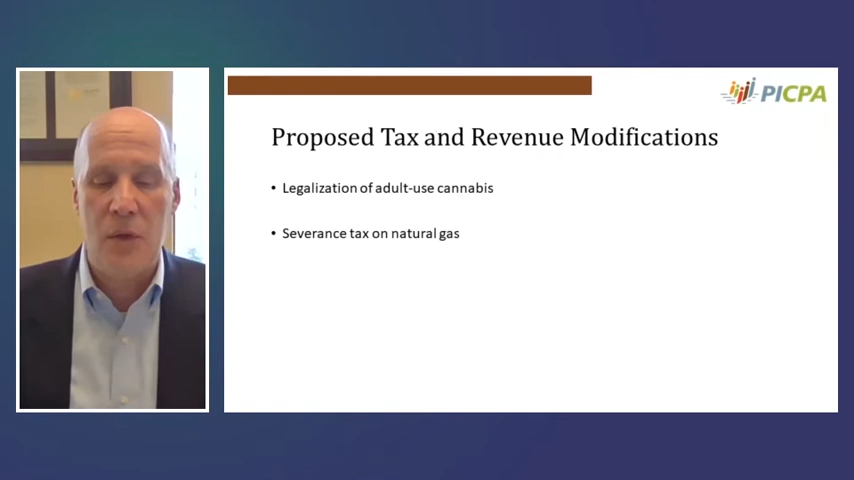 PICPA
Proposed Tax and Revenue Modifications
• Legalization of adult-use cannabis
• Severance tax on natural gas